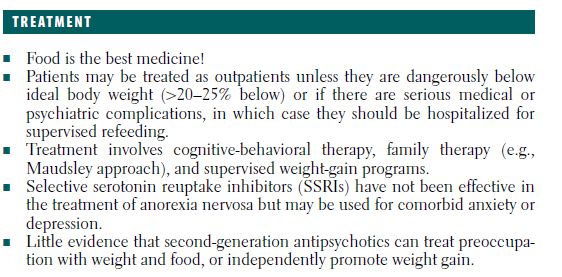 TREATMENT
■ Food is the best medicine!
■ Patients may be treated as outpatients unless they are dangerously below
ideal body weight (>20–25% below) or if there are serious medical or
psychiatric complications, in which case they should be hospitalized for
supervised refeeding.
■ Treatment involves cognitive-behavioral therapy, family therapy (e.g.,
Maudsley approach), and supervised weight-gain programs.
■ Selective serotonin reuptake inhibitors (SSRIs) have not been effective in
the treatment of anorexia nervosa but may be used for comorbid anxiety or
depression.
■ Little evidence that second-generation antipsychotics can treat preoccupa-
tion with weight and food, or independently promote weight gain.